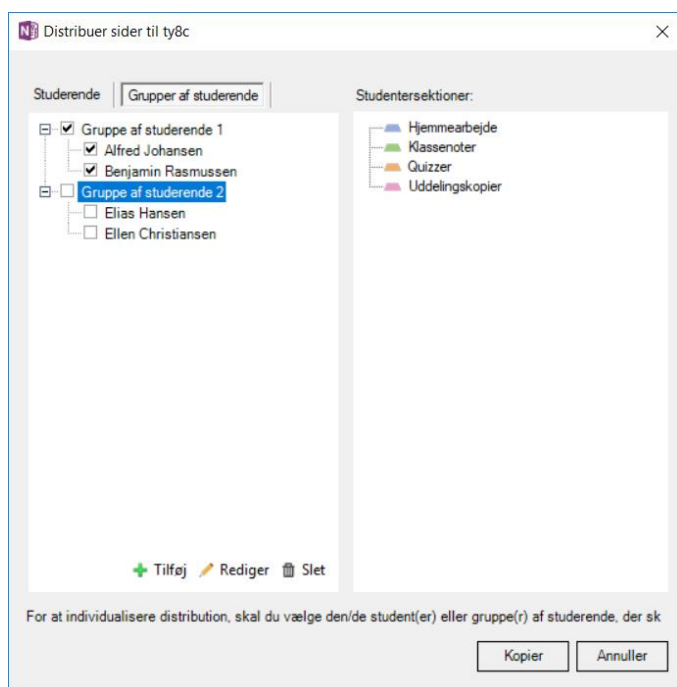 Distribuer sider til ty8c
Studerende
Grupper af studerende
Gruppe af studerende 1
Alfred Johansen
Benjamin Rasmussen
Gruppe af studerende 2
Elias Hansen
Ellen Christiansen
Tilføj
Rediger
Slet
Studentersektioner:
Hjemmearbejde
Klassenoter
Quizzer
Uddelingskopier
For at individualisere distribution, skal du vælge den/de student(er) eller gruppe(r) af studerende, der sk
Kopier
Annuller